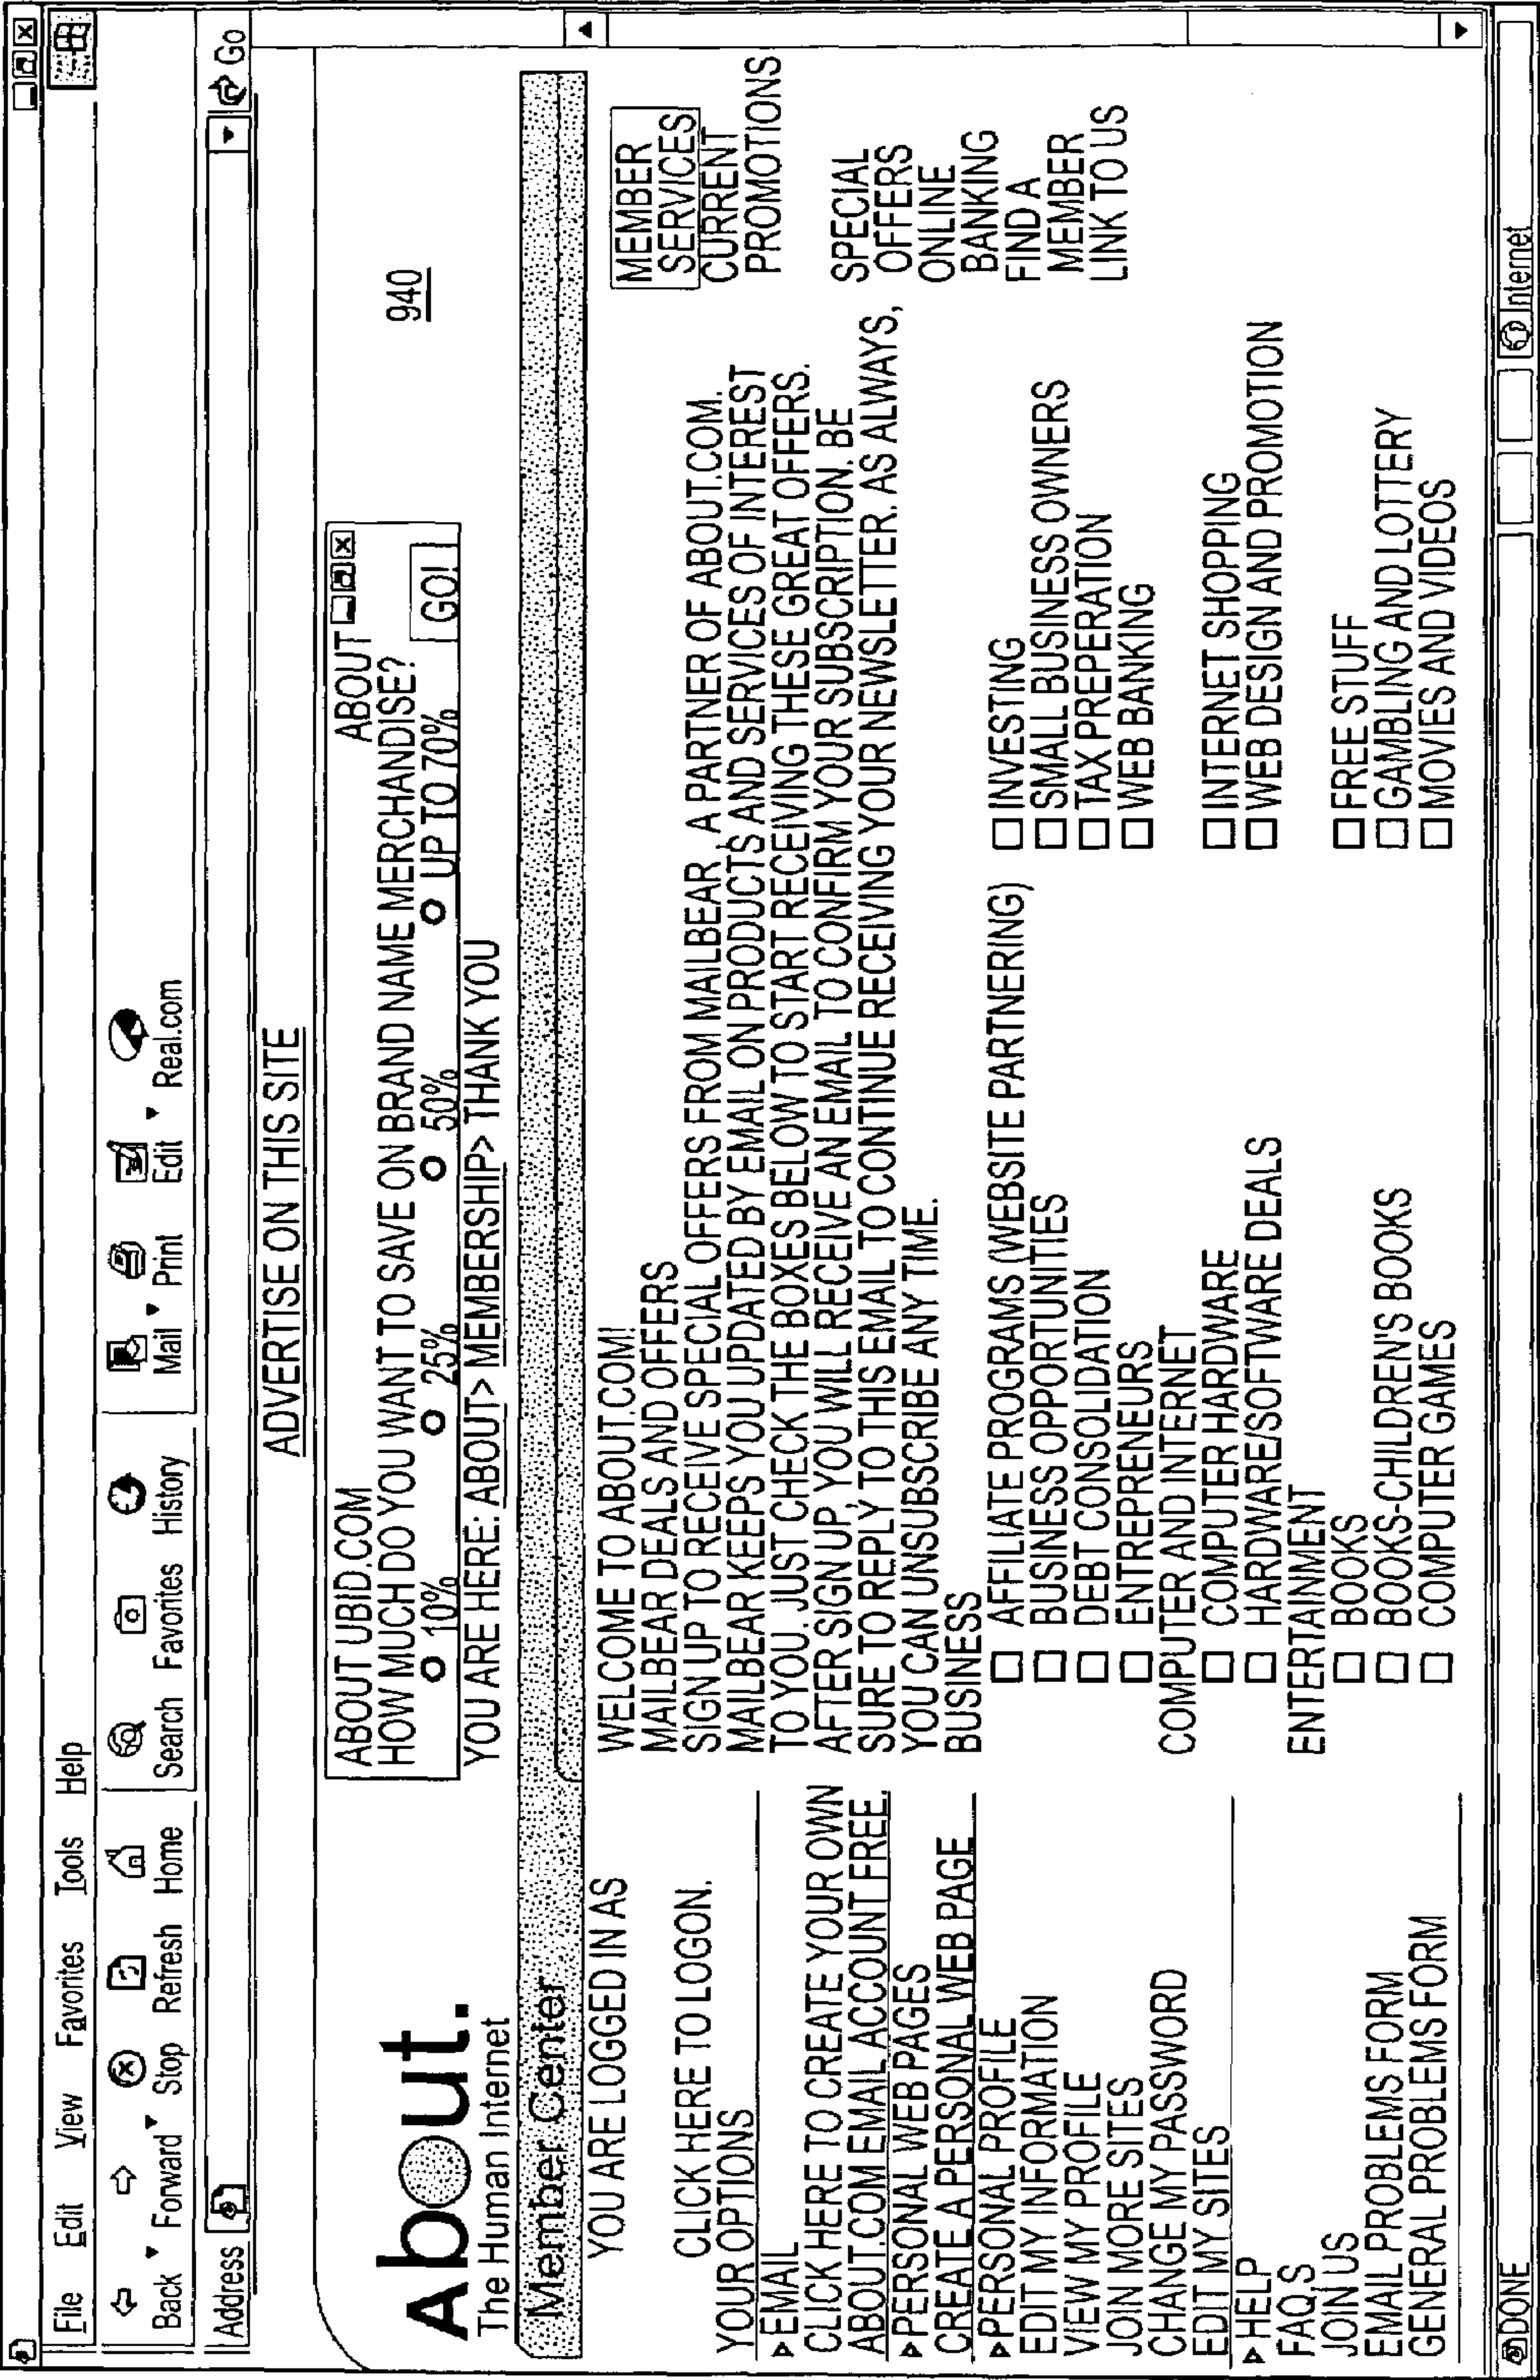 File Edit View Favorites Tools Help
Back Forward Stop Refresh Home Search Favorites History Mail Print Edit Real.com
Address Go
ADVERTISE ON THIS SITE
About.
The Human Internet
ABOUT UBID.COM ABOUT
HOW MUCH DO YOU WANT TO SAVE ON BRAND NAME MERCHANDISE?
10% 25% 50% UP TO 70% GO!
940
YOU ARE HERE: ABOUT> MEMBERSHIP> THANK YOU
Member Center
YOU ARE LOGGED IN AS
CLICK HERE TO LOGON.
YOUR OPTIONS
EMAIL
CLICK HERE TO CREATE YOUR OWN
ABOUT.COM EMAIL ACCOUNT FREE.
PERSONAL WEB PAGES
CREATE A PERSONAL WEB PAGE
PERSONAL PROFILE
EDIT MY INFORMATION
VIEW MY PROFILE
JOIN MORE SITES
CHANGE MY PASSWORD
EDIT MY SITES
HELP
FAQ,S
JOIN US
EMAIL PROBLEMS FORM
GENERAL PROBLEMS FORM
WELCOME TO ABOUT.COM!
MAILBEAR DEALS AND OFFERS
SIGN UP TO RECEIVE SPECIAL OFFERS FROM MAILBEAR, A PARTNER OF ABOUT.COM.
MAILBEAR KEEPS YOU UPDATED BY EMAIL ON PRODUCTS AND SERVICES OF INTEREST
TO YOU. JUST CHECK THE BOXES BELOW TO START RECEIVING THESE GREAT OFFERS.
AFTER SIGN UP, YOU WILL RECEIVE AN EMAIL TO CONFIRM YOUR SUBSCRIPTION. BE
SURE TO REPLY TO THIS EMAIL TO CONTINUE RECEIVING YOUR NEWSLETTER. AS ALWAYS,
YOU CAN UNSUBSCRIBE ANY TIME.
BUSINESS
AFFILIATE PROGRAMS (WEBSITE PARTNERING) INVESTING
BUSINESS OPPORTUNITIES SMALL BUSINESS OWNERS
DEBT CONSOLIDATION TAX PREPERATION
ENTREPRENEURS WEB BANKING
COMPUTER AND INTERNET
COMPUTER HARDWARE INTERNET SHOPPING
HARDWARE/SOFTWARE DEALS WEB DESIGN AND PROMOTION
ENTERTAINMENT
BOOKS FREE STUFF
BOOKS-CHILDREN'S BOOKS GAMBLING AND LOTTERY
COMPUTER GAMES MOVIES AND VIDEOS
MEMBER
SERVICES
CURRENT
PROMOTIONS
SPECIAL
OFFERS
ONLINE
BANKING
FIND A
MEMBER
LINK TO US
DONE Internet